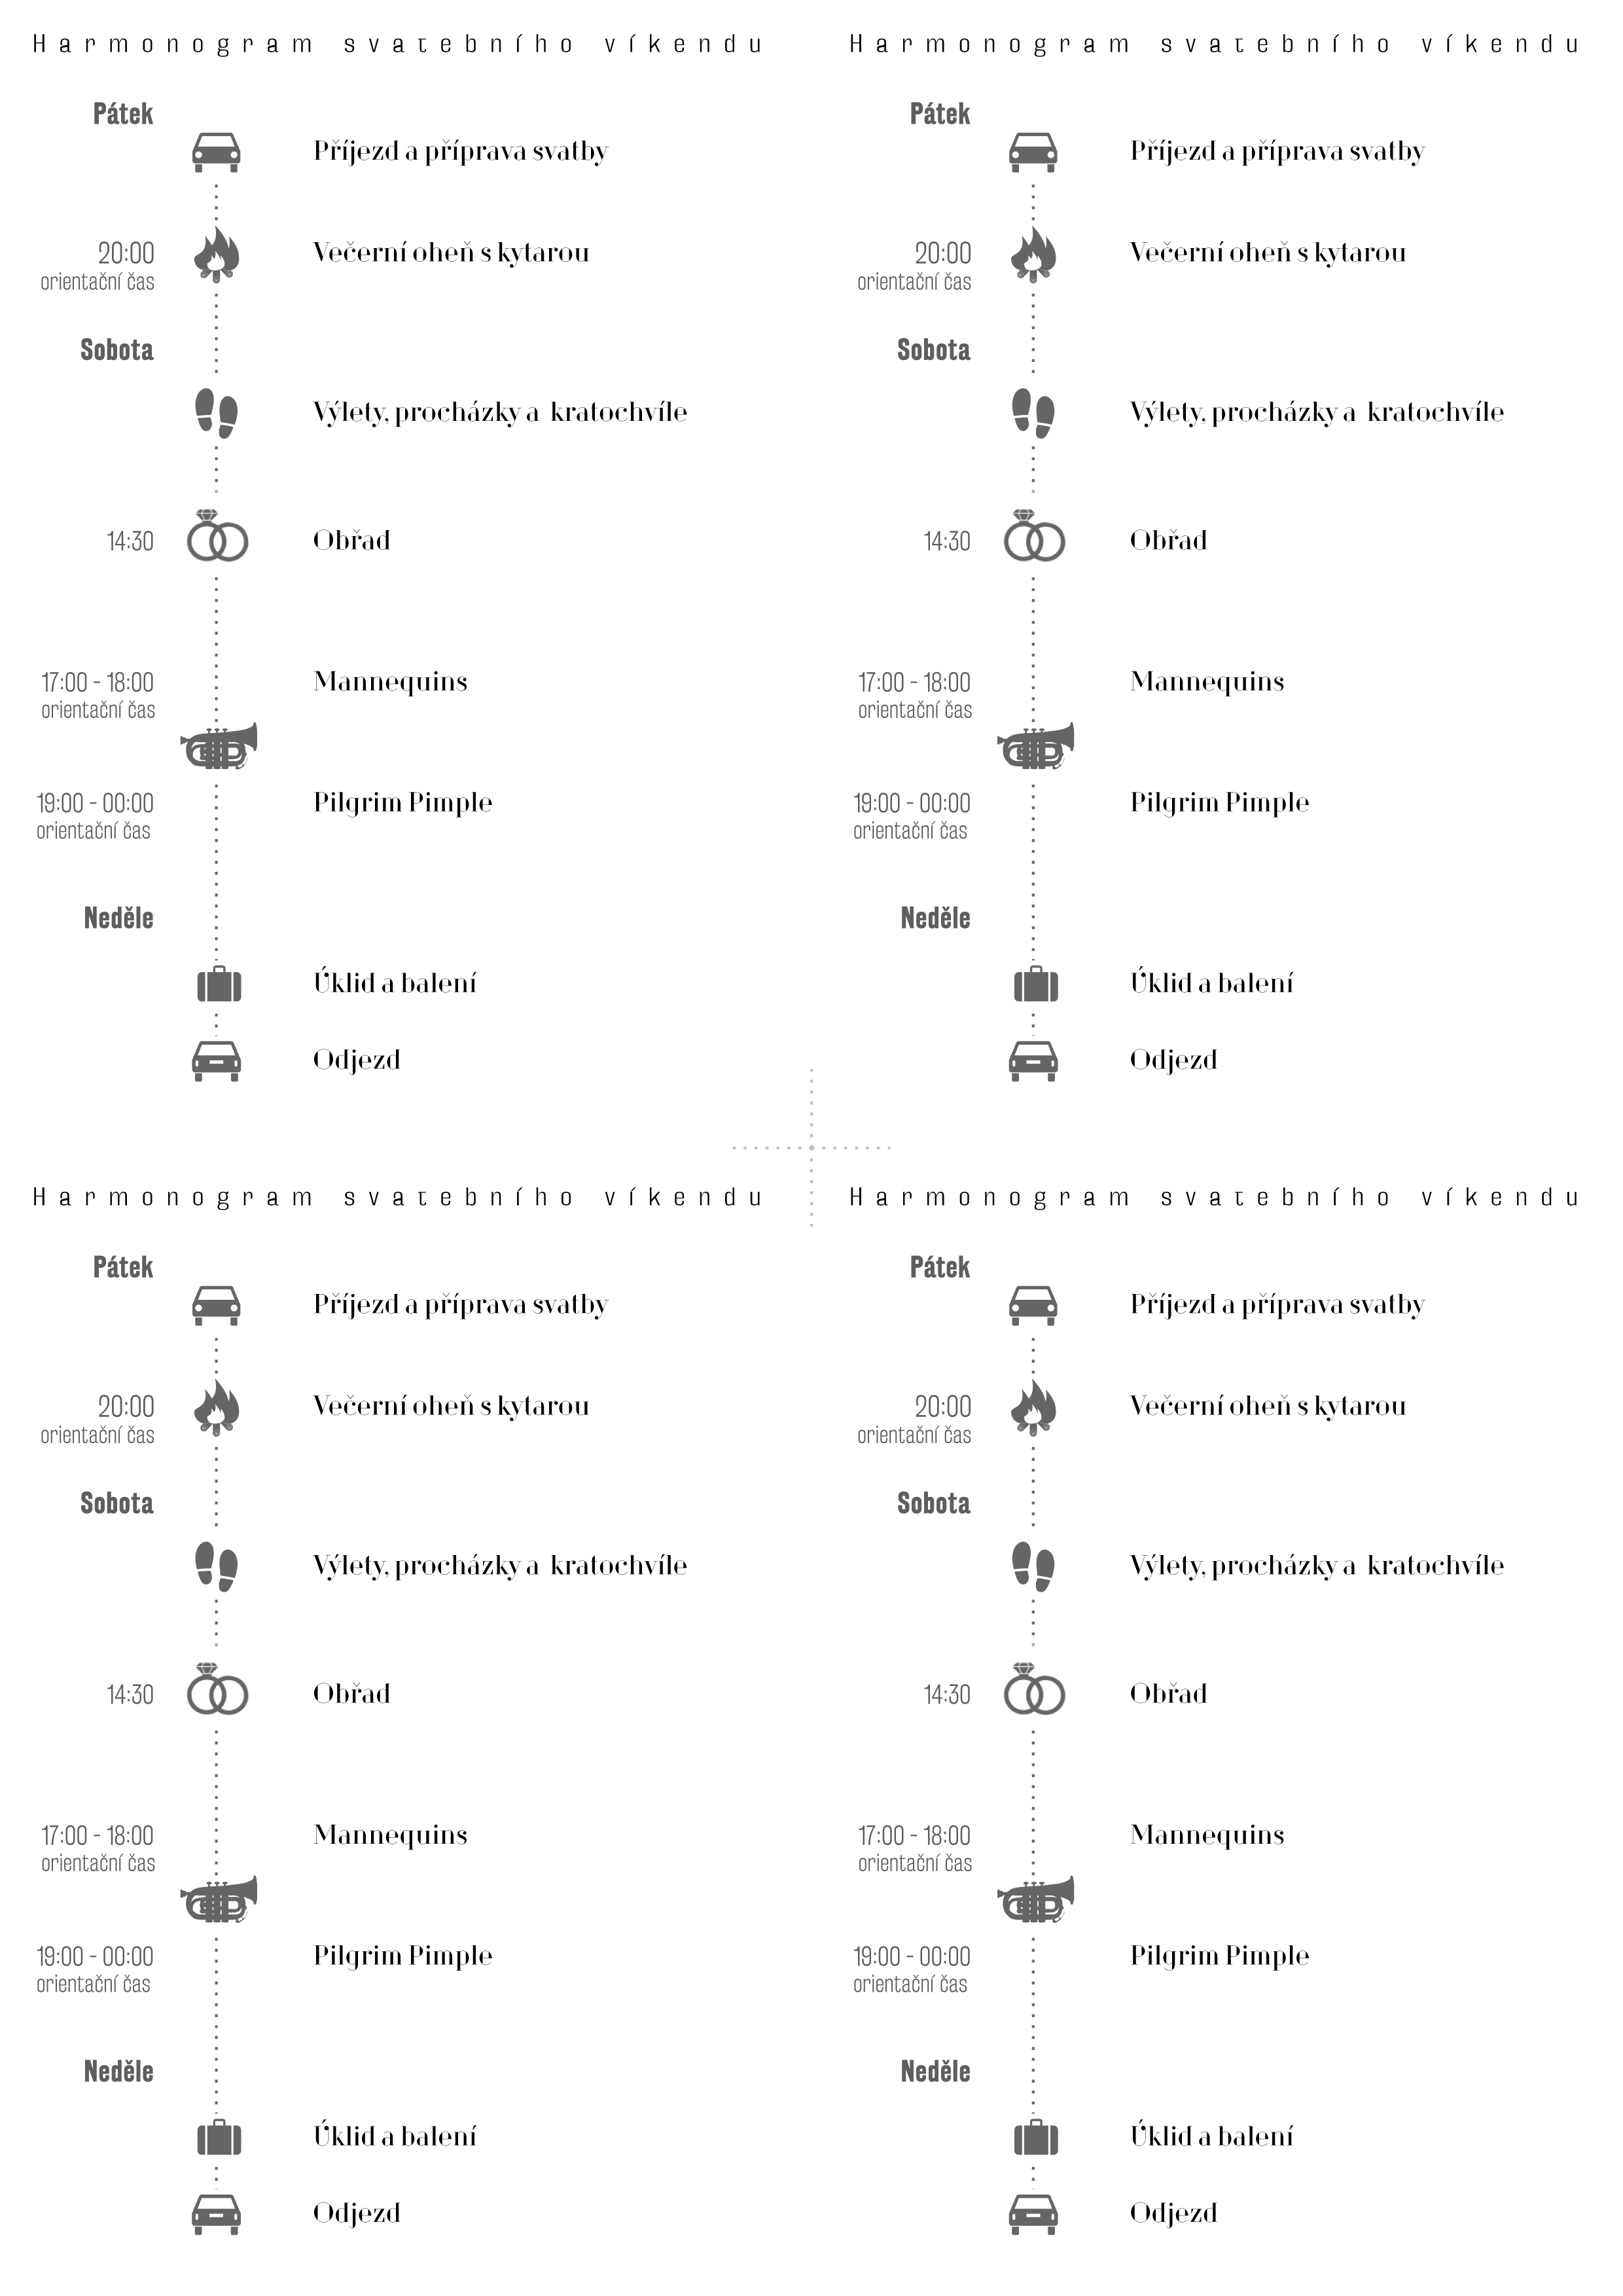 Harmonogram svatebního víkendu
Pátek
Příjezd a příprava svatby
20:00 Večerní oheň s kytarou
orientační čas
Sobota
Výlety, procházky a kratochvíle
14:30 Obřad
17:00 - 18:00 Mannequins
orientační čas
19:00 - 00:00 Pilgrim Pimple
orientační čas
Neděle
Úklid a balení
Odjezd
Harmonogram svatebního víkendu
Pátek
Příjezd a příprava svatby
20:00 Večerní oheň s kytarou
orientační čas
Sobota
Výlety, procházky a kratochvíle
14:30 Obřad
17:00 - 18:00 Mannequins
orientační čas
19:00 - 00:00 Pilgrim Pimple
orientační čas
Neděle
Úklid a balení
Odjezd
Harmonogram svatebního víkendu
Pátek
Příjezd a příprava svatby
20:00 Večerní oheň s kytarou
orientační čas
Sobota
Výlety, procházky a kratochvíle
14:30 Obřad
17:00 - 18:00 Mannequins
orientační čas
19:00 - 00:00 Pilgrim Pimple
orientační čas
Neděle
Úklid a balení
Odjezd
Harmonogram svatebního víkendu
Pátek
Příjezd a příprava svatby
20:00 Večerní oheň s kytarou
orientační čas
Sobota
Výlety, procházky a kratochvíle
14:30 Obřad
17:00 - 18:00 Mannequins
orientační čas
19:00 - 00:00 Pilgrim Pimple
orientační čas
Neděle
Úklid a balení
Odjezd